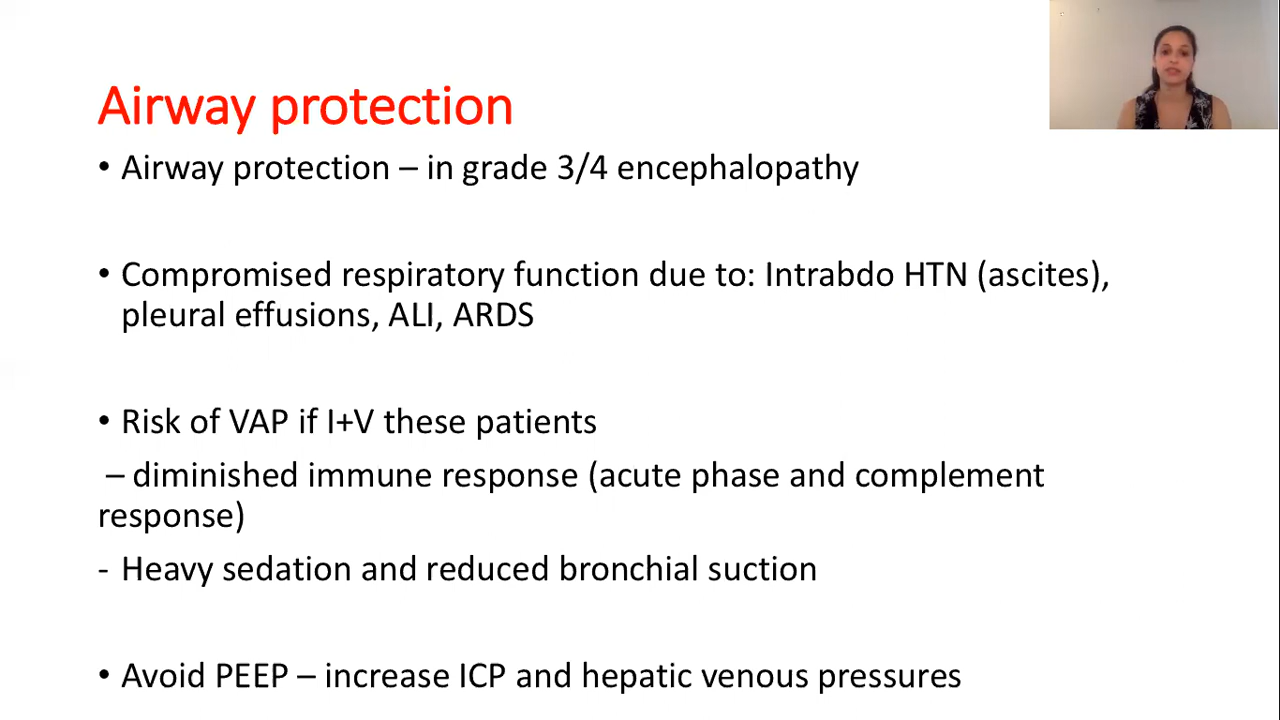 Airway protection
• Airway protection – in grade 3/4 encephalopathy
• Compromised respiratory function due to: Intrabdo HTN (ascites),
pleural effusions, ALI, ARDS
• Risk of VAP if I+V these patients
– diminished immune response (acute phase and complement
response)
- Heavy sedation and reduced bronchial suction
• Avoid PEEP – increase ICP and hepatic venous pressures